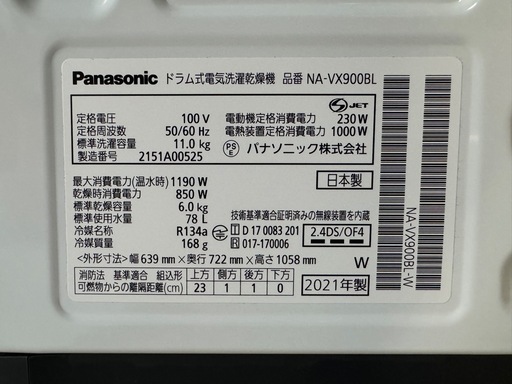 Panasonic ドラム式電気洗濯乾燥機 品番 NA-VX900BL
定格電圧 100 V
定格周波数 50/60 Hz
標準洗濯容量 11.0 kg
製造番号 2151A00525
S JET
電動機定格消費電力 230 W
電熱装置定格消費電力 1000 W
PS E パナソニック株式会社
最大消費電力(温水時) 1190 W
乾燥時消費電力 850 W
標準乾燥容量 6.0 kg
標準使用水量 78 L
冷媒名称 R134a
冷媒質量 168 g
日本製
技術基準適合証明済みの無線装置を内蔵
T D 17 0083 201
R 017-170006
2.4DS/OF4
<外形寸法> 幅 639 mm × 奥行 722 mm × 高さ 1058 mm W
消防法 基準適合 組込形 上方 側方 後方 下方
可燃物からの離隔距離(cm) 23 1 1 0
2021年製
NA-VX900BL-W